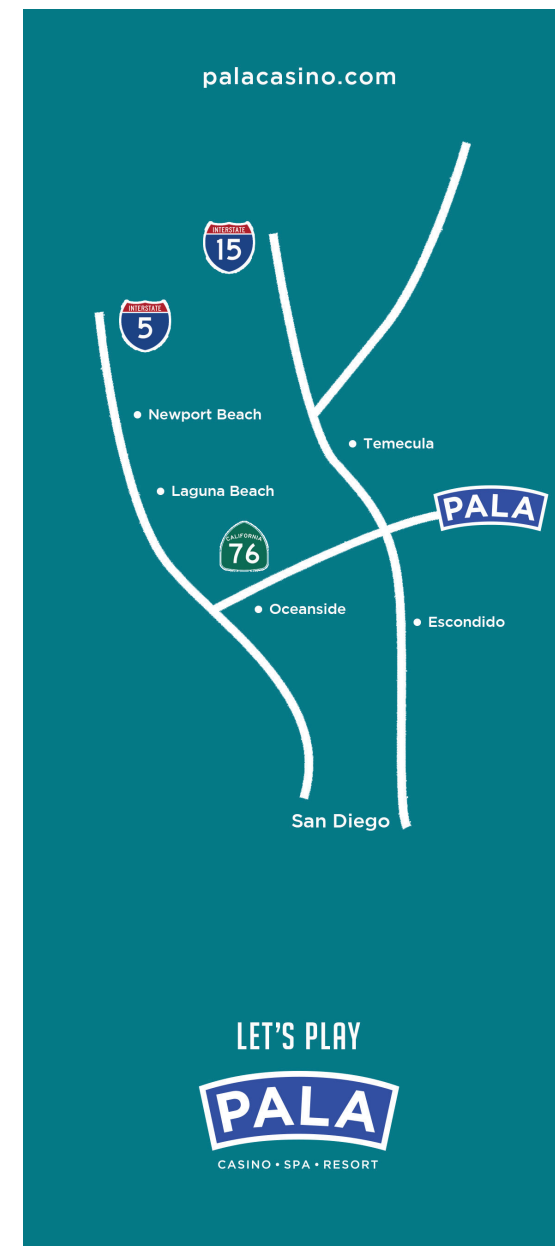 palacasino.com
INTERSTATE
15
INTERSTATE
5
Newport Beach
Temecula
Laguna Beach
PALA
CALIFORNIA
76
Oceanside
Escondido
San Diego
LET'S PLAY
PALA
CASINO • SPA • RESORT